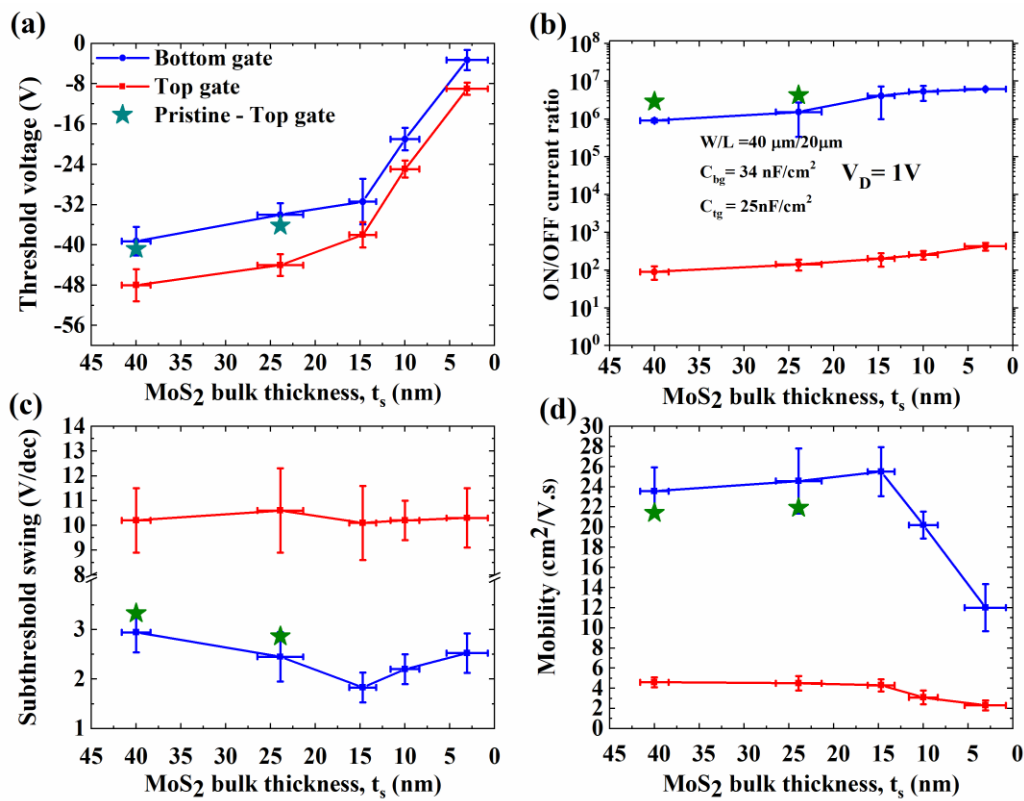 (a)
Threshold voltage (V)
0
-8
-16
-24
-32
-40
-48
-56
Bottom gate
Top gate
Pristine - Top gate
45 40 35 30 25 20 15 10 5 0
MoS2 bulk thickness, ts (nm)
(b)
ON/OFF current ratio
10^8
10^7
10^6
10^5
10^4
10^3
10^2
10^1
10^0
W/L =40 μm/20μm
Cbg= 34 nF/cm^2
VD= 1V
Ctg = 25nF/cm^2
45 40 35 30 25 20 15 10 5 0
MoS2 bulk thickness, ts (nm)
(c)
Subthreshold swing (V/dec)
14
13
12
11
10
9
8
3
2
1
45 40 35 30 25 20 15 10 5 0
MoS2 bulk thickness, ts (nm)
(d)
Mobility (cm^2/V.s)
30
28
26
24
22
20
18
16
14
12
10
8
6
4
2
0
45 40 35 30 25 20 15 10 5 0
MoS2 bulk thickness, ts (nm)